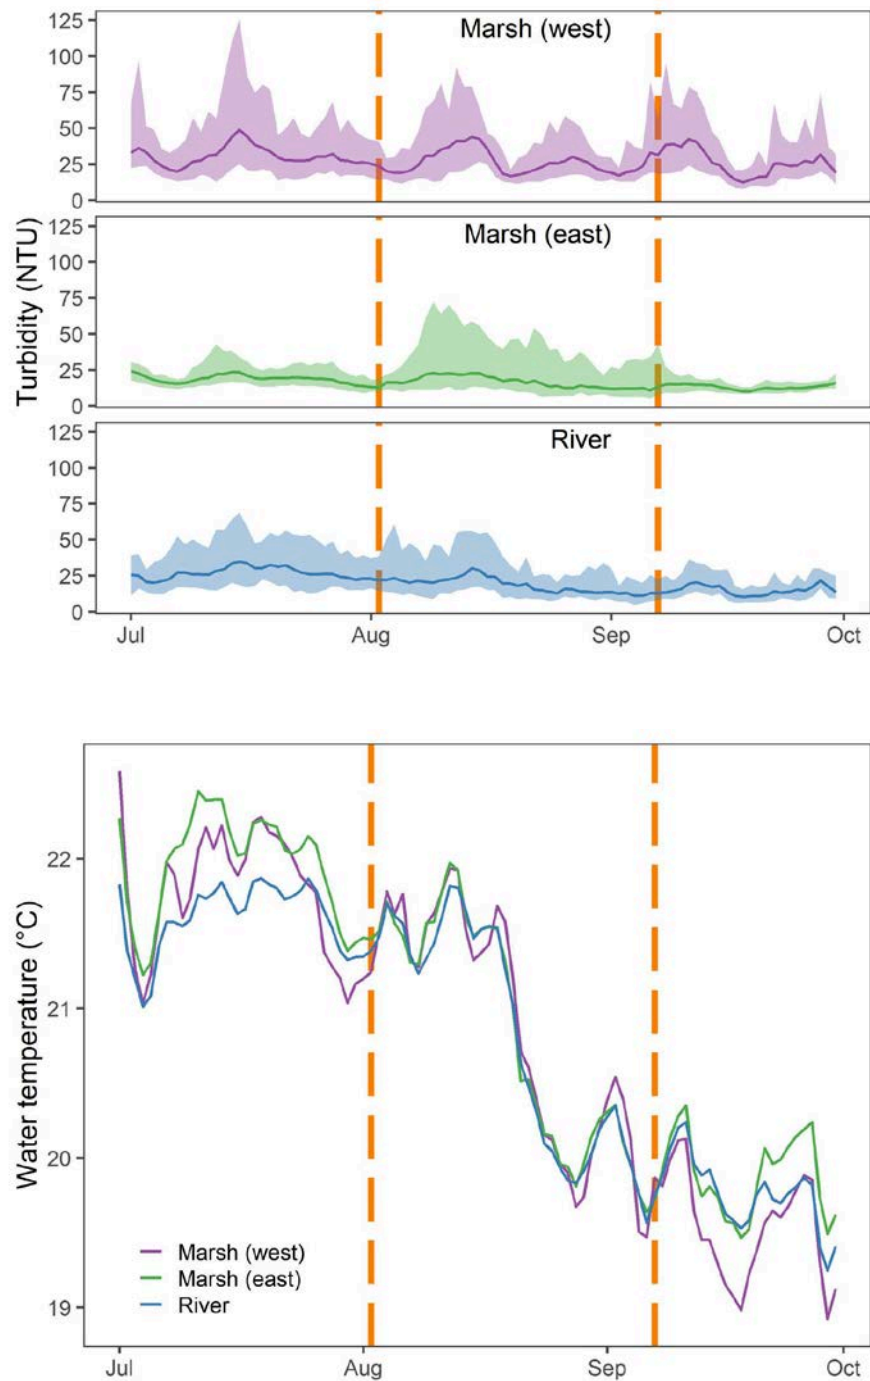 125
100
75
50
25
0
Marsh (west)
125
100
75
50
25
0
Marsh (east)
125
100
75
50
25
0
River
Turbidity (NTU)
Jul Aug Sep Oct
22
21
20
19
Water temperature (°C)
Marsh (west)
Marsh (east)
River
Jul Aug Sep Oct